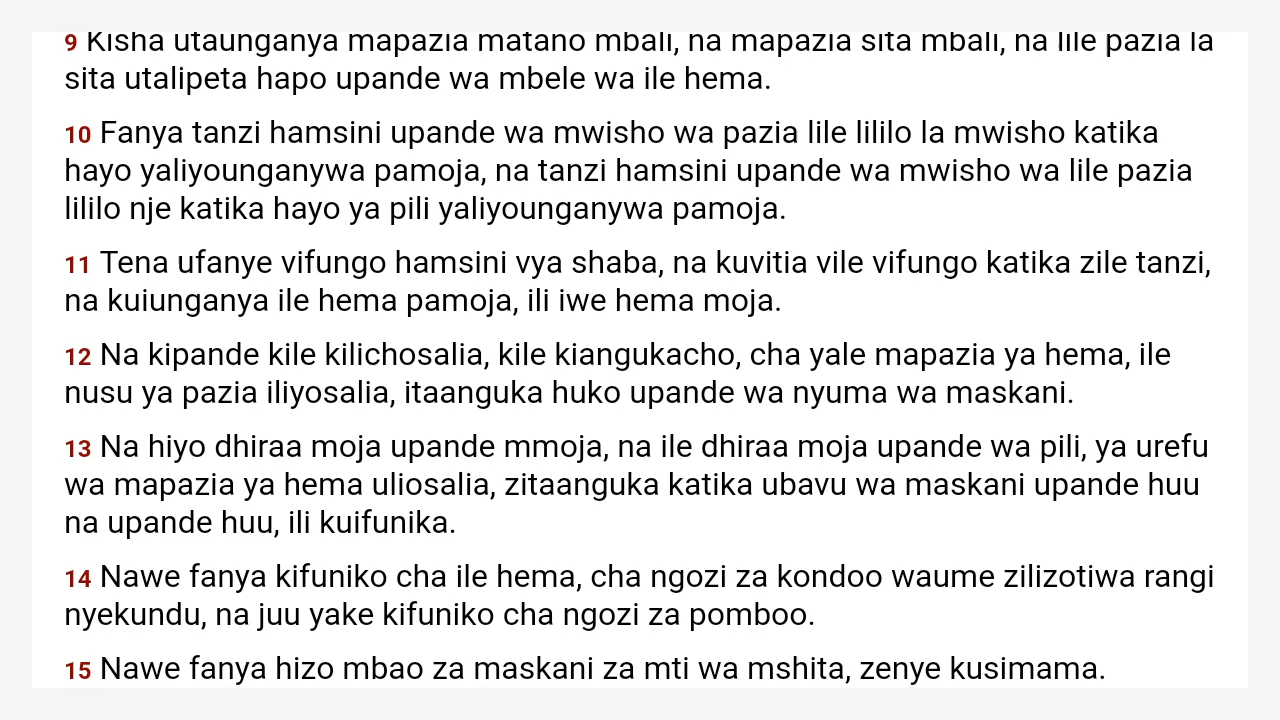 9 Kisha utaunganya mapazia matano mbali, na mapazia sita mbali, na lile pazia la
sita utalipeta hapo upande wa mbele wa ile hema.
10 Fanya tanzi hamsini upande wa mwisho wa pazia lile lililo la mwisho katika
hayo yaliyounganywa pamoja, na tanzi hamsini upande wa mwisho wa lile pazia
lililo nje katika hayo ya pili yaliyounganywa pamoja.
11 Tena ufanye vifungo hamsini vya shaba, na kuvitia vile vifungo katika zile tanzi,
na kuiunganya ile hema pamoja, ili iwe hema moja.
12 Na kipande kile kilichosalia, kile kiangukacho, cha yale mapazia ya hema, ile
nusu ya pazia iliyosalia, itaanguka huko upande wa nyuma wa maskani.
13 Na hiyo dhiraa moja upande mmoja, na ile dhiraa moja upande wa pili, ya urefu
wa mapazia ya hema uliosalia, zitaanguka katika ubavu wa maskani upande huu
na upande huu, ili kuifunika.
14 Nawe fanya kifuniko cha ile hema, cha ngozi za kondoo waume zilizotiwa rangi
nyekundu, na juu yake kifuniko cha ngozi za pomboo.
15 Nawe fanya hizo mbao za maskani za mti wa mshita, zenye kusimama.